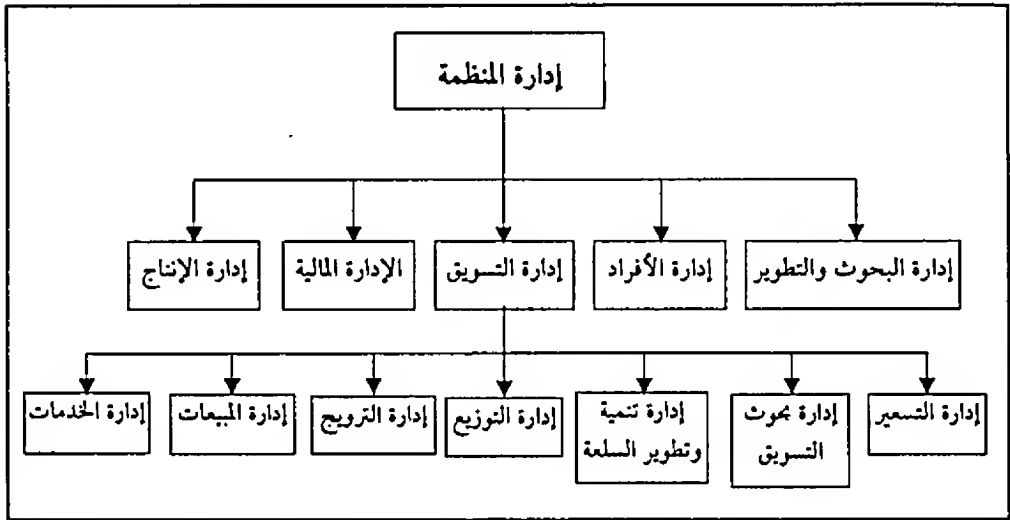 إدارة المنظمة
إدارة البحوث والتطوير
إدارة الأفراد
إدارة التسويق
الإدارة المالية
إدارة الإنتاج
إدارة التسعير
إدارة بحوث
التسويق
إدارة تنمية
وتطوير السلعة
إدارة التوزيع
إدارة الترويج
إدارة المبيعات
إدارة الخدمات